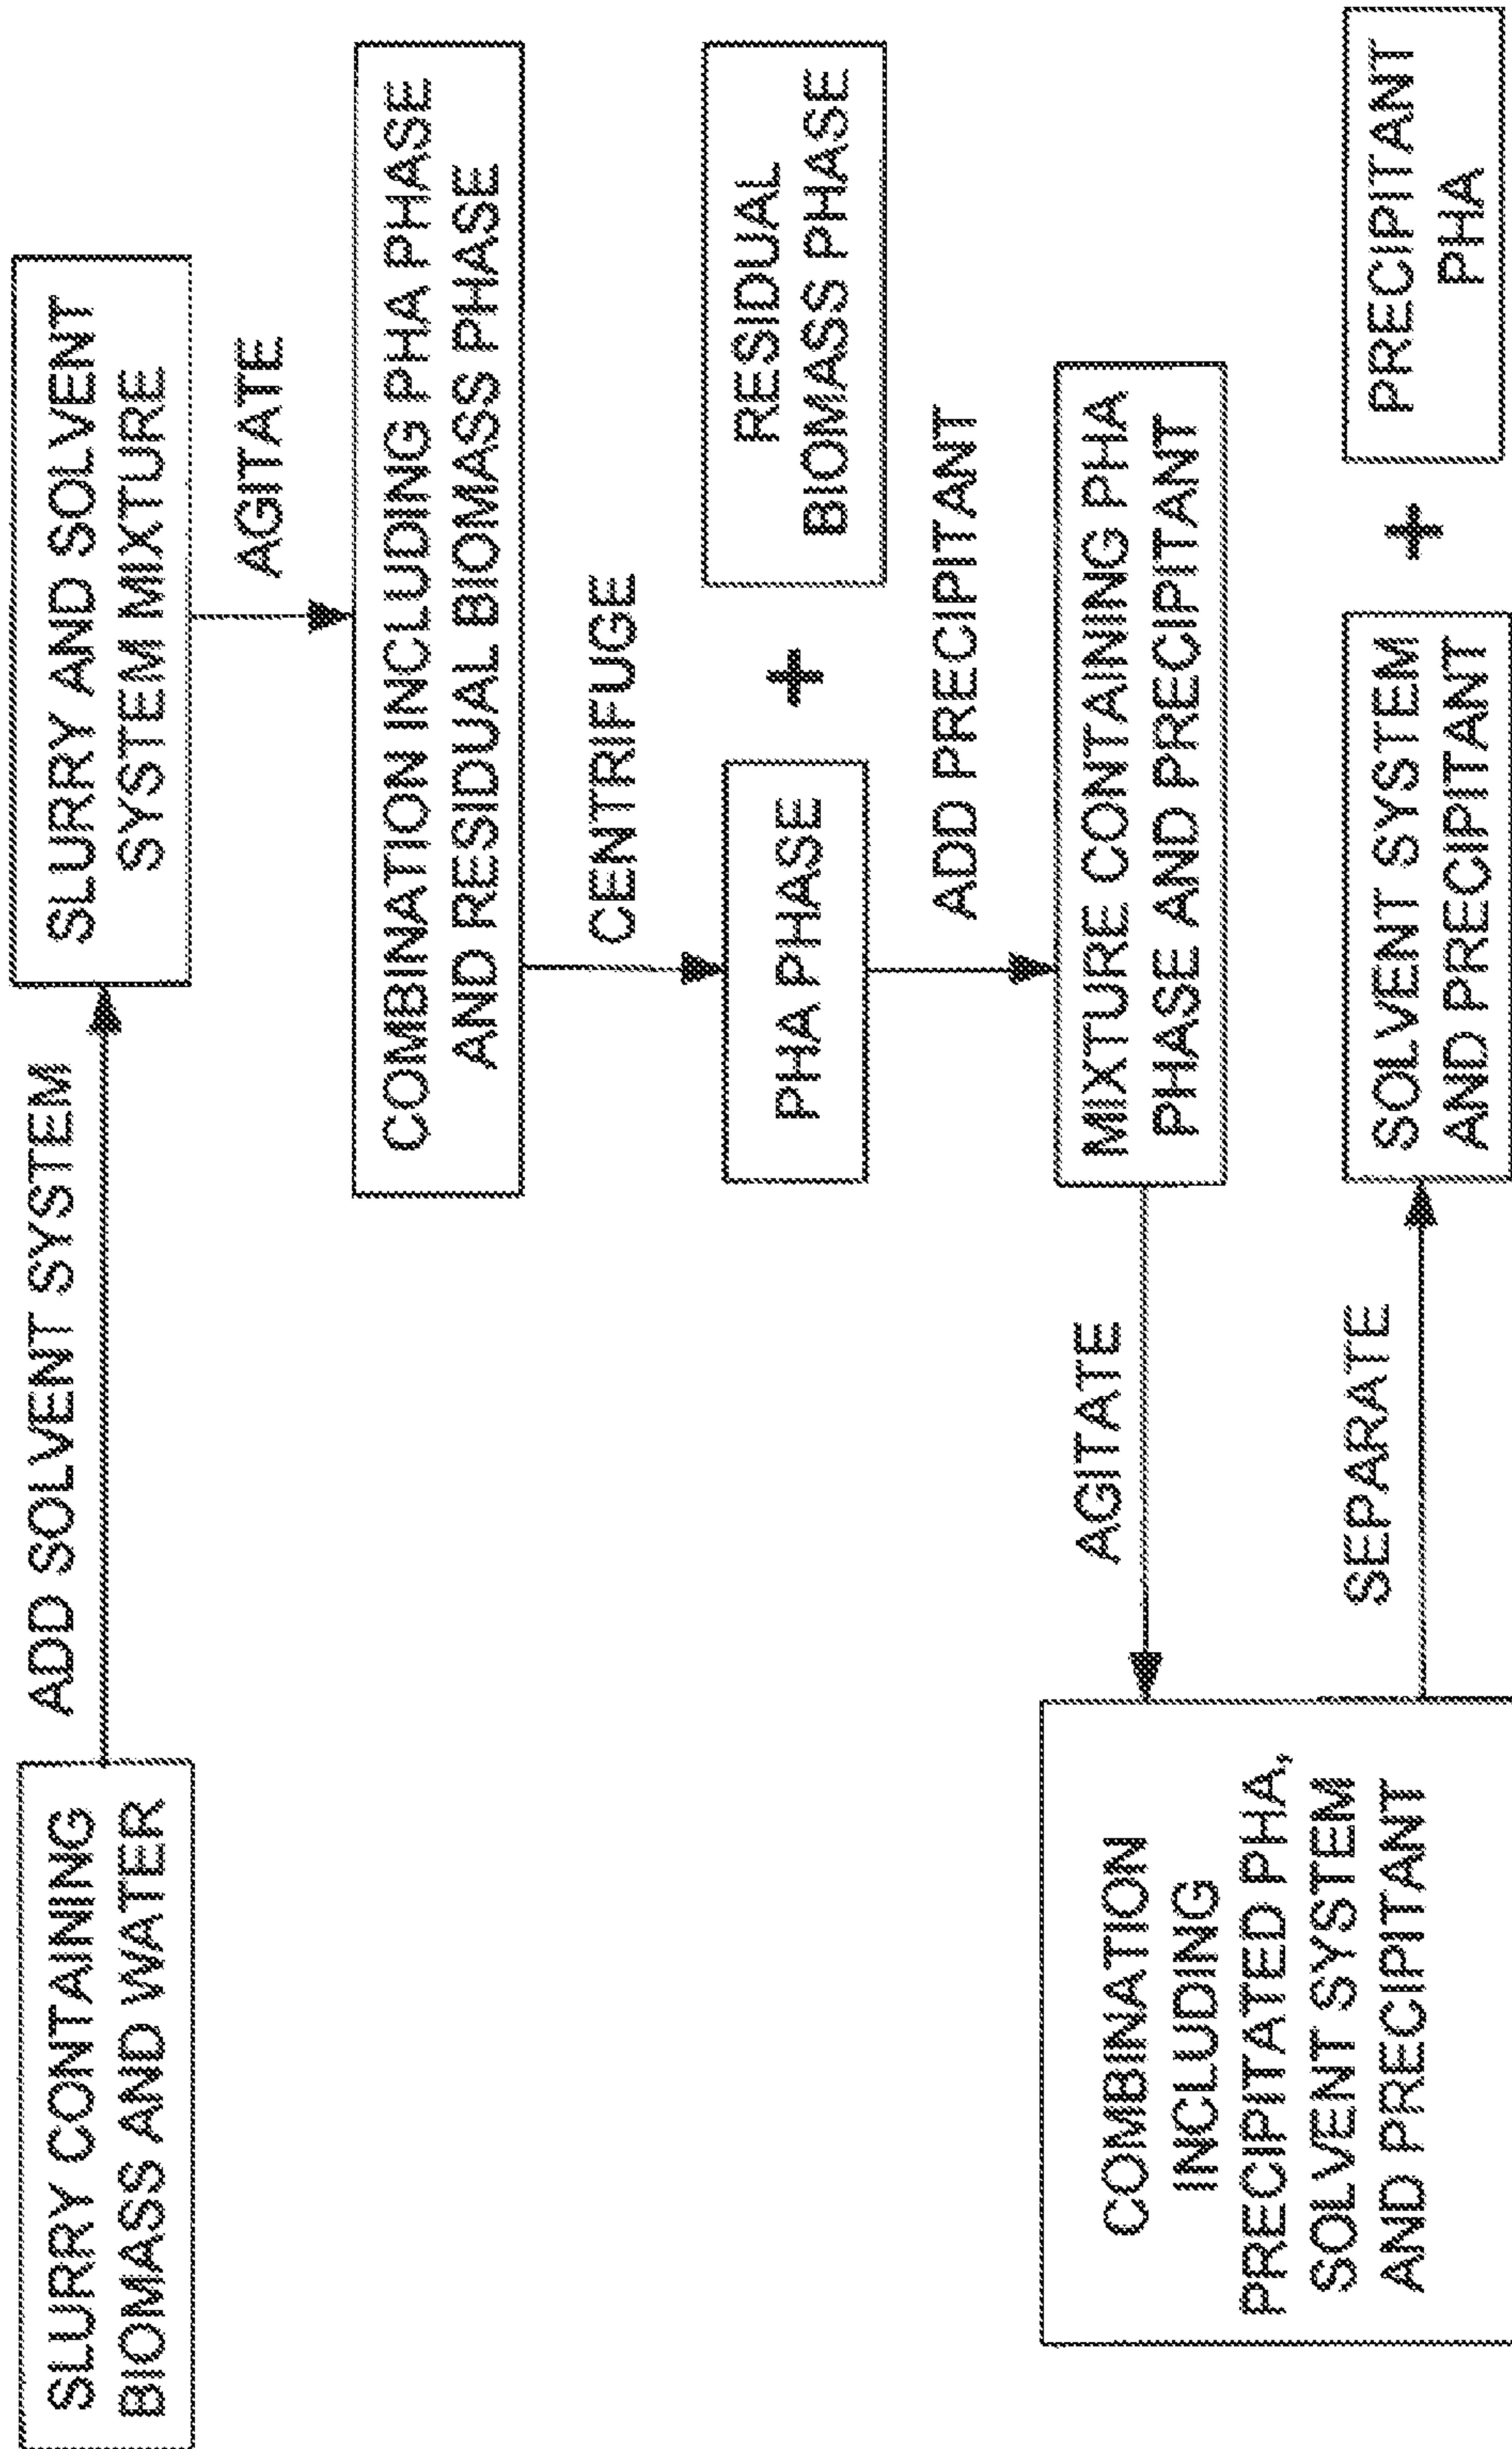 SLURRY CONTAINING
BIOMASS AND WATER
ADD SOLVENT SYSTEM
SLURRY AND SOLVENT
SYSTEM MIXTURE
AGITATE
COMBINATION INCLUDING PHA PHASE
AND RESIDUAL BIOMASS PHASE
CENTRIFUGE
PHA PHASE
+
RESIDUAL
BIOMASS PHASE
ADD PRECIPITANT
MIXTURE CONTAINING PHA
PHASE AND PRECIPITANT
AGITATE
COMBINATION
INCLUDING
PRECIPITATED PHA,
SOLVENT SYSTEM
AND PRECIPITANT
SEPARATE
SOLVENT SYSTEM
AND PRECIPITANT
+
PRECIPITANT
PHA